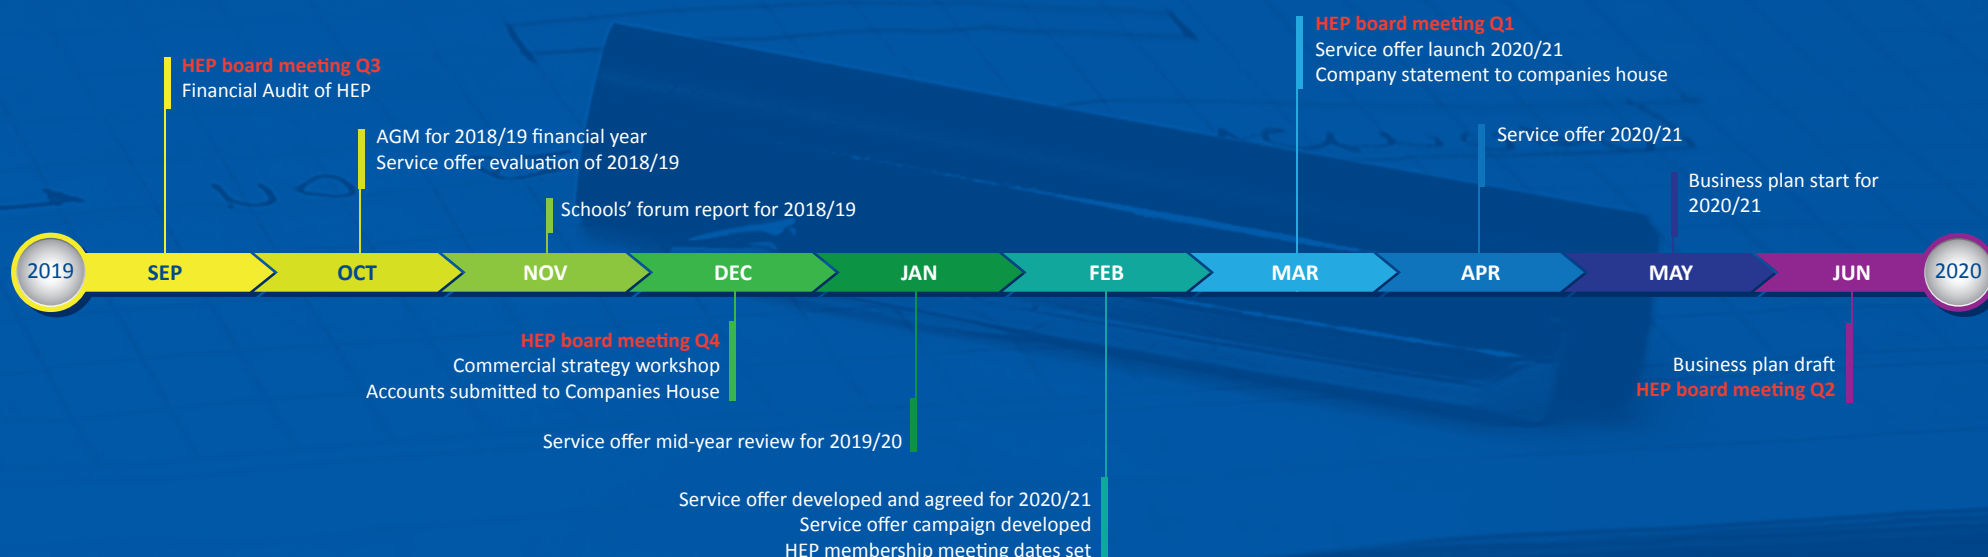 HEP board meeting Q1
Service offer launch 2020/21
Company statement to companies house
HEP board meeting Q3
Financial Audit of HEP
AGM for 2018/19 financial year
Service offer evaluation of 2018/19
Service offer 2020/21
Business plan start for
2020/21
Schools’ forum report for 2018/19
2019 SEP OCT NOV DEC JAN FEB MAR APR MAY JUN 2020
HEP board meeting Q4
Commercial strategy workshop
Accounts submitted to Companies House
Business plan draft
HEP board meeting Q2
Service offer mid-year review for 2019/20
Service offer developed and agreed for 2020/21
Service offer campaign developed
HEP membership meeting dates set